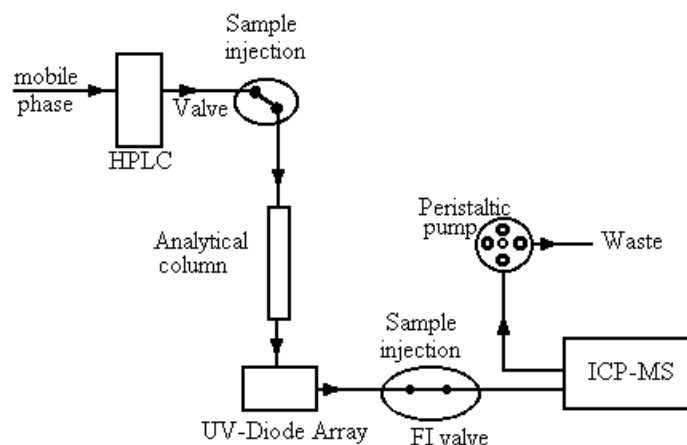 Sample
injection
mobile
phase
Valve
HPLC
Peristaltic
pump
Waste
Analytical
column
Sample
injection
ICP-MS
UV-Diode Array
FI valve